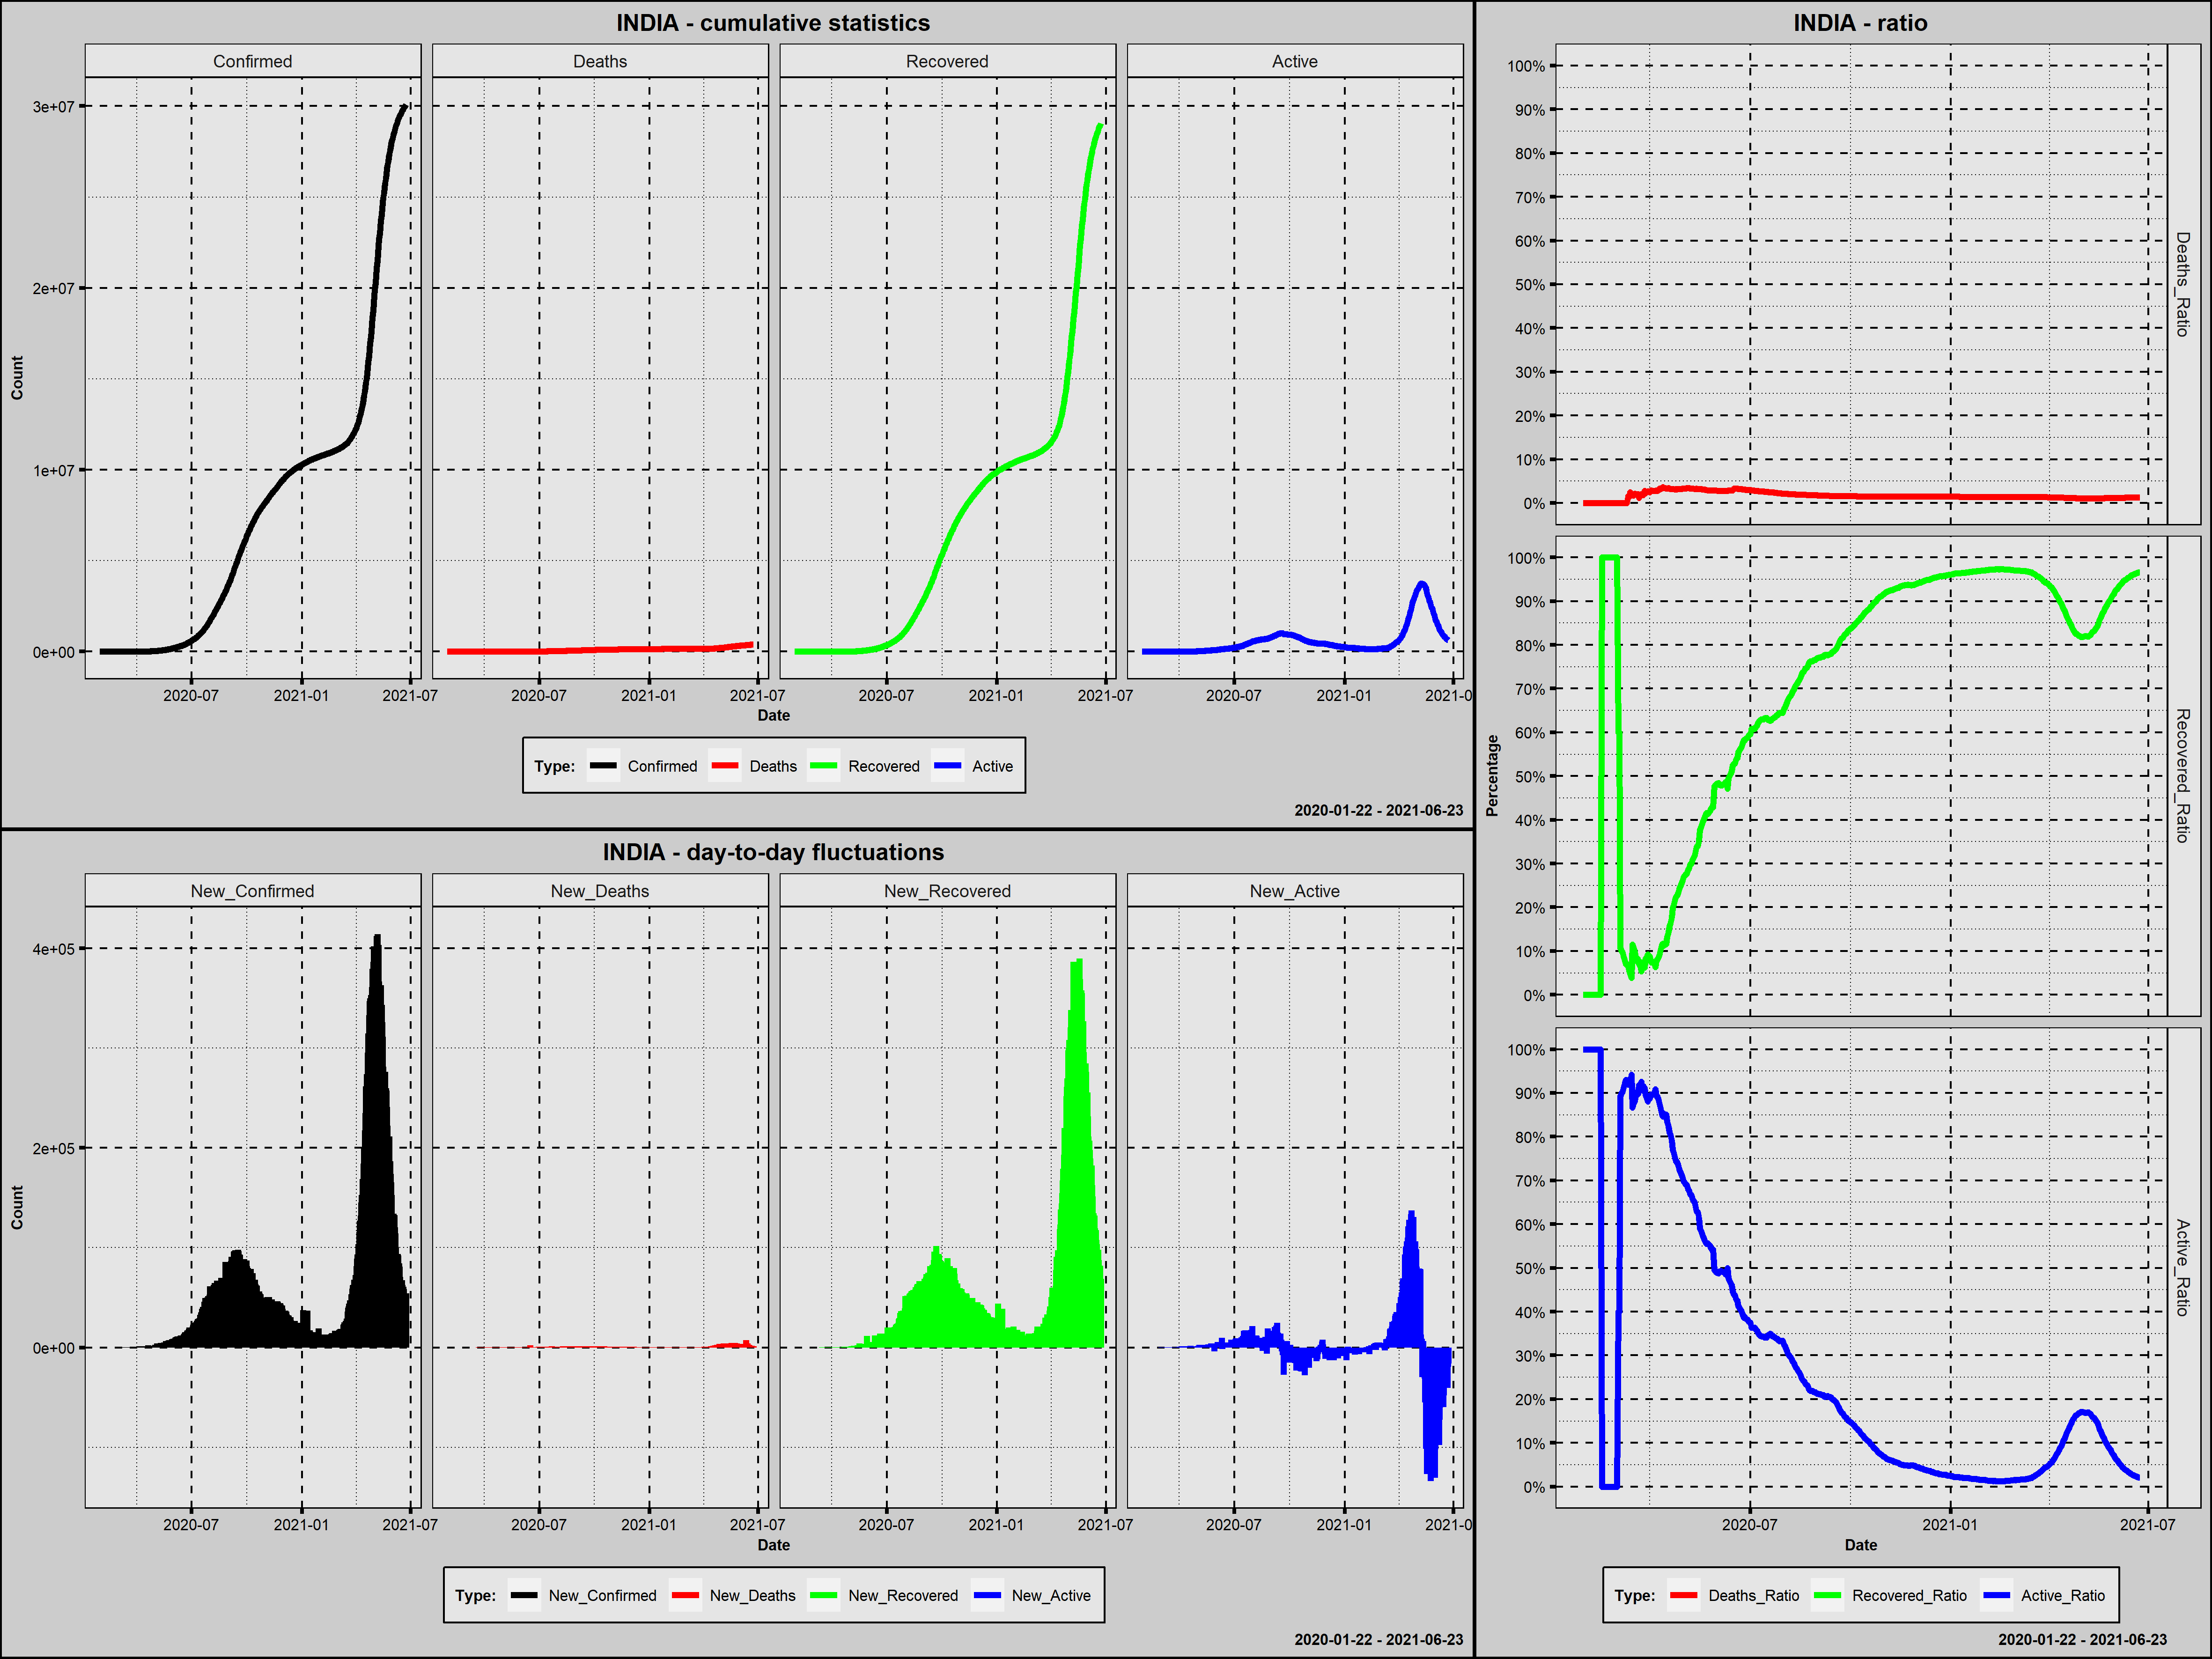 INDIA - cumulative statistics
Confirmed Deaths Recovered Active
3e+07
2e+07
1e+07
0e+00
Count
2020-07 2021-01 2021-07 2020-07 2021-01 2021-07 2020-07 2021-01 2021-07 2020-07 2021-01 2021-0
Date
Type: Confirmed Deaths Recovered Active
2020-01-22 - 2021-06-23
INDIA - day-to-day fluctuations
New_Confirmed New_Deaths New_Recovered New_Active
4e+05
2e+05
0e+00
Count
2020-07 2021-01 2021-07 2020-07 2021-01 2021-07 2020-07 2021-01 2021-07 2020-07 2021-01 2021-0
Date
Type: New_Confirmed New_Deaths New_Recovered New_Active
2020-01-22 - 2021-06-23
INDIA - ratio
100%
90%
80%
70%
60%
50%
40%
30%
20%
10%
0%
Deaths_Ratio
100%
90%
80%
70%
60%
50%
40%
30%
20%
10%
0%
Recovered_Ratio
Percentage
100%
90%
80%
70%
60%
50%
40%
30%
20%
10%
0%
Active_Ratio
2020-07 2021-01 2021-07
Date
Type: Deaths_Ratio Recovered_Ratio Active_Ratio
2020-01-22 - 2021-06-23